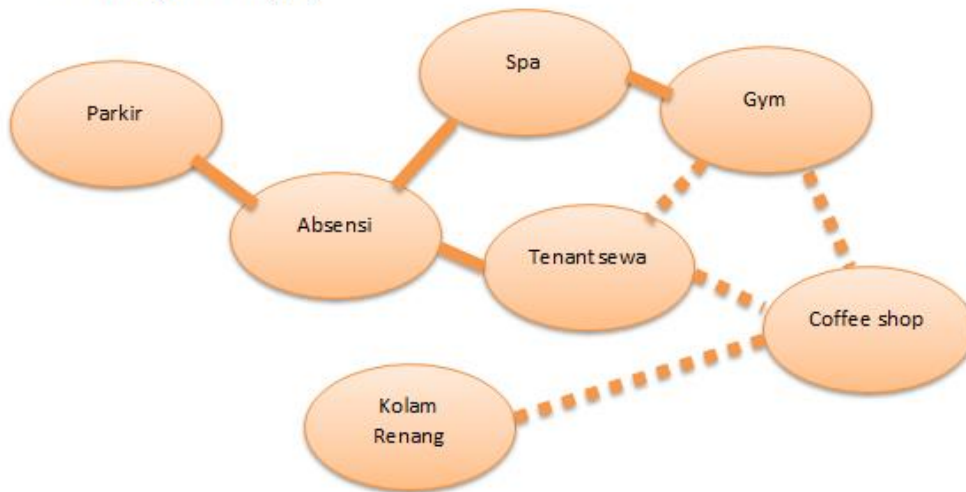 Spa
Gym
Parkir
Absensi
Tenant sewa
Coffee shop
Kolam
Renang